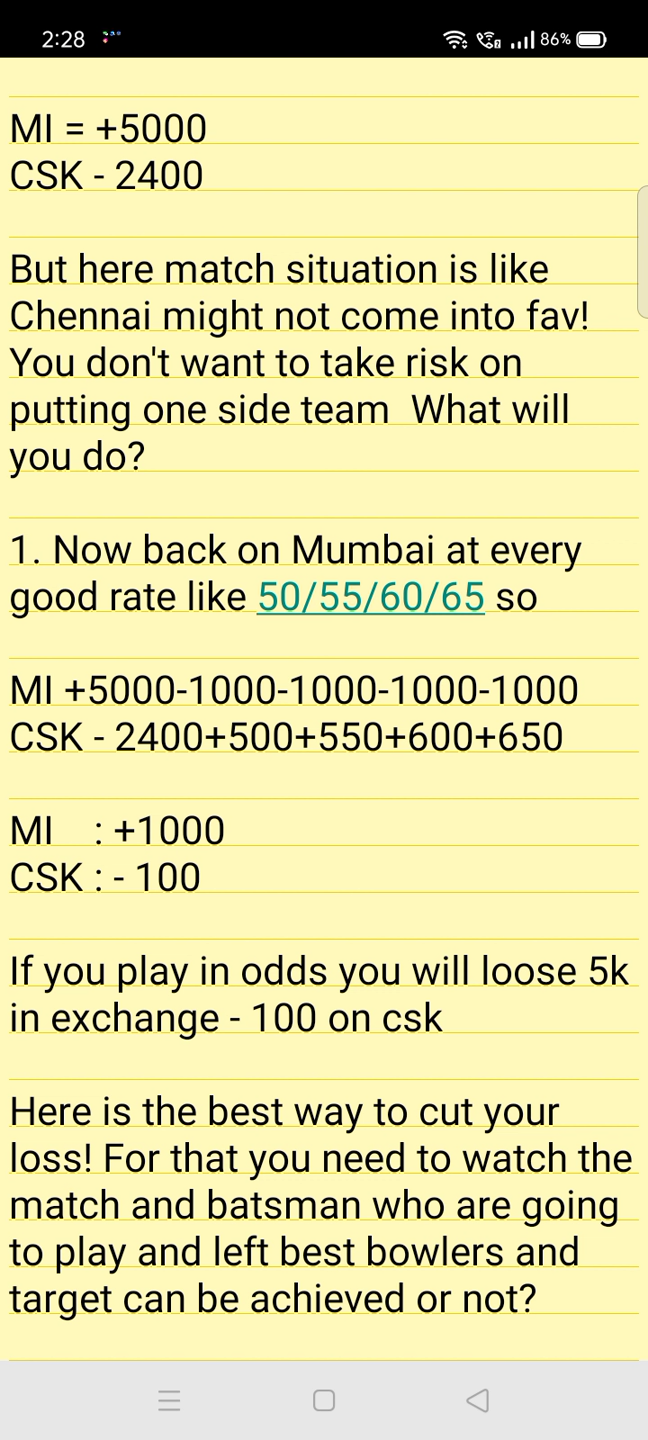 2:28
86%
MI = +5000
CSK - 2400
But here match situation is like
Chennai might not come into fav!
You don't want to take risk on
putting one side team  What will
you do?
1. Now back on Mumbai at every
good rate like 50/55/60/65 so
MI +5000-1000-1000-1000-1000
CSK - 2400+500+550+600+650
MI    : +1000
CSK : - 100
If you play in odds you will loose 5k
in exchange - 100 on csk
Here is the best way to cut your
loss! For that you need to watch the
match and batsman who are going
to play and left best bowlers and
target can be achieved or not?